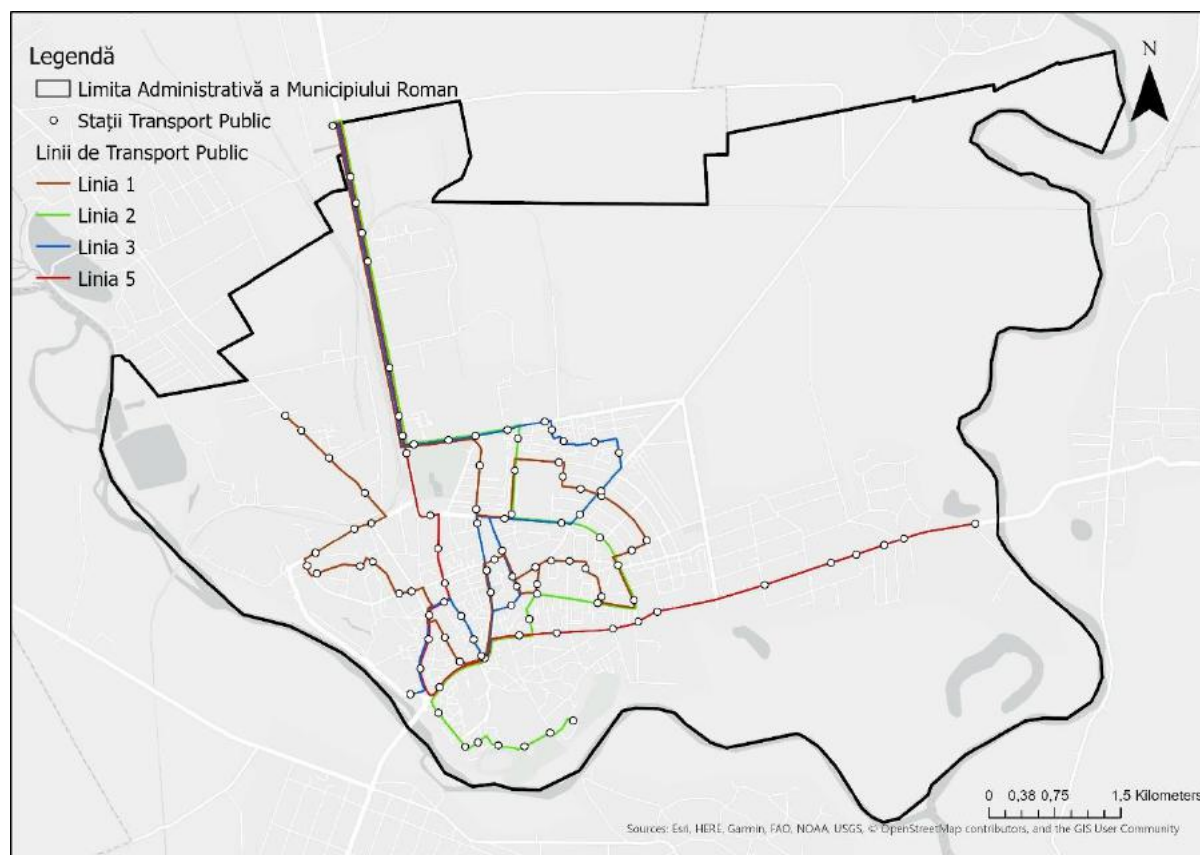 Legendă
Limita Administrativă a Municipiului Roman
Stații Transport Public
Linii de Transport Public
Linia 1
Linia 2
Linia 3
Linia 5
N
0 0,38 0,75 1,5 Kilometers
Sources: Esri, HERE, Garmin, FAO, NOAA, USGS, © OpenStreetMap contributors, and the GIS User Community